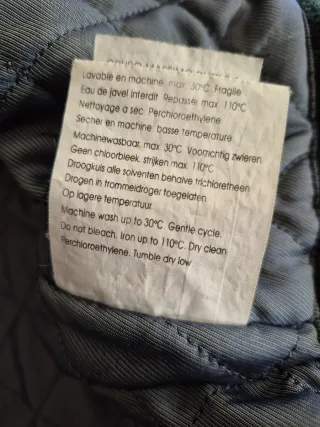 Lavable en machine max 30°C Fragile
Eau de javel interdit Repasser max. 110°C
Nettoyage a sec. Perchloroethylene
Secher en machine basse temperature
Machinewasbaar max 30°C Voorzichtig zwieren.
Geen chloorbleek. strijken max. 110°C
Droogkuis alle solventen behalve trichloretheen
Drogen in trommeldroger toegelaten
Op lagere temperatuur.
Machine wash up to 30°C. Gentle cycle.
Do not bleach. Iron up to 110°C. Dry clean
Perchloroethylene. Tumble dry low